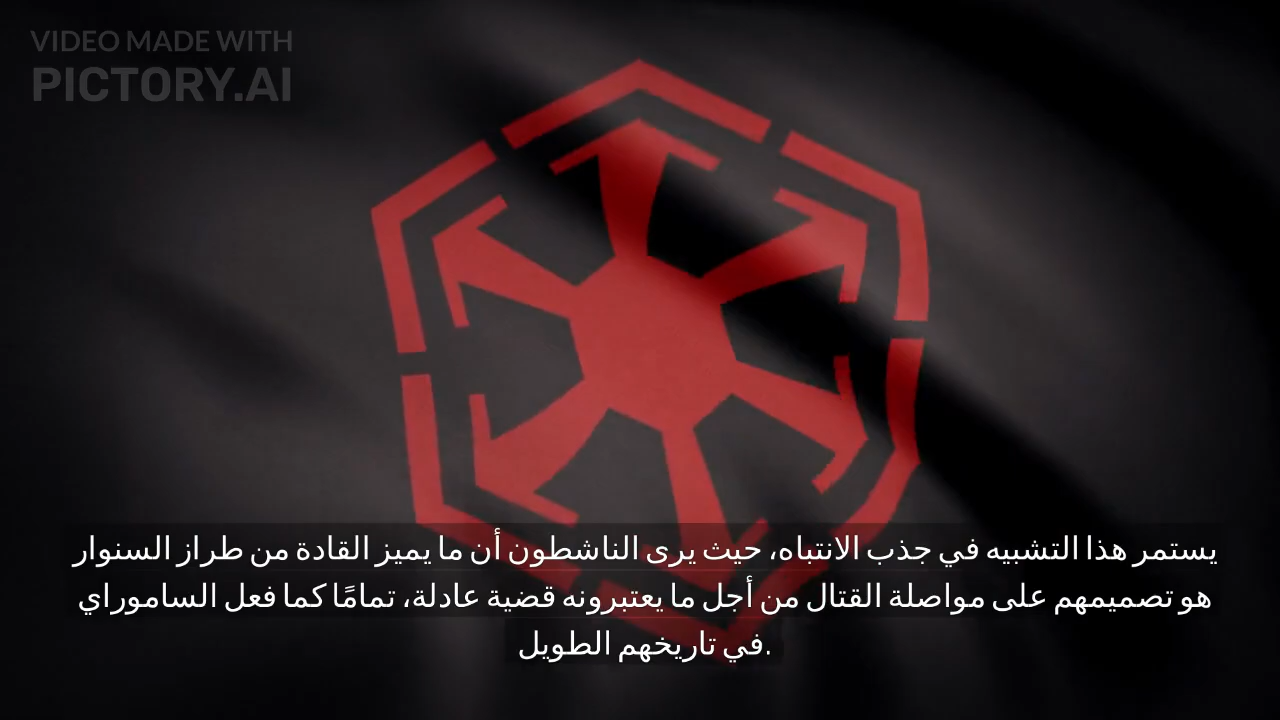 VIDEO MADE WITH
PICTORY.AI
يستمر هذا التشبيه في جذب الانتباه، حيث يرى الناشطون أن ما يميز القادة من طراز السنوار
هو تصميمهم على مواصلة القتال من أجل ما يعتبرونه قضية عادلة، تمامًا كما فعل الساموراي
.في تاريخهم الطويل